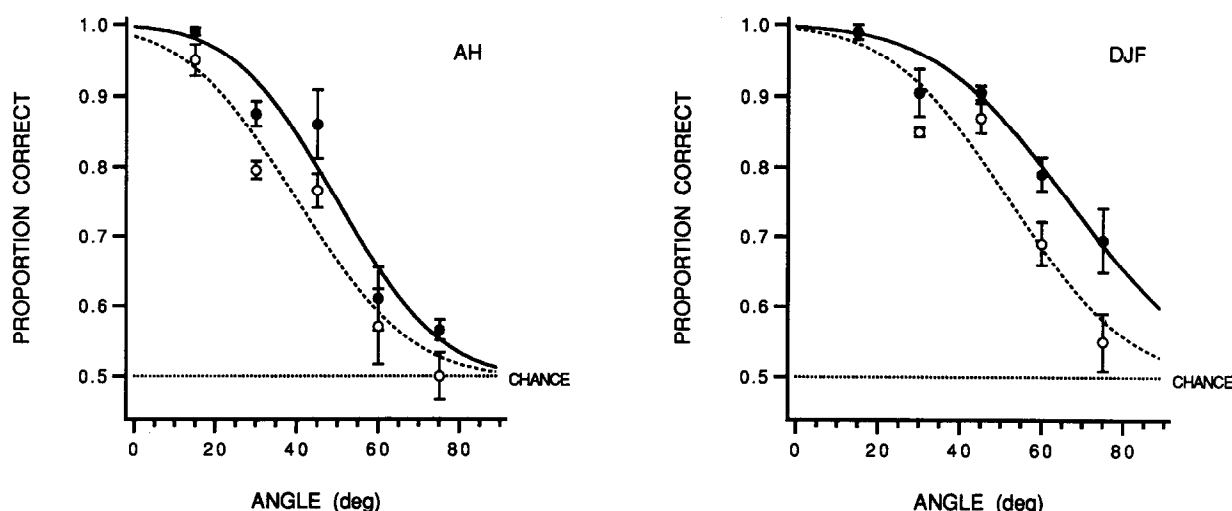 PROPORTION CORRECT
1.0
0.9
0.8
0.7
0.6
0.5
AH
CHANCE
0 20 40 60 80
ANGLE (deg)
PROPORTION CORRECT
1.0
0.9
0.8
0.7
0.6
0.5
DJF
CHANCE
0 20 40 60 80
ANGLE (deg)